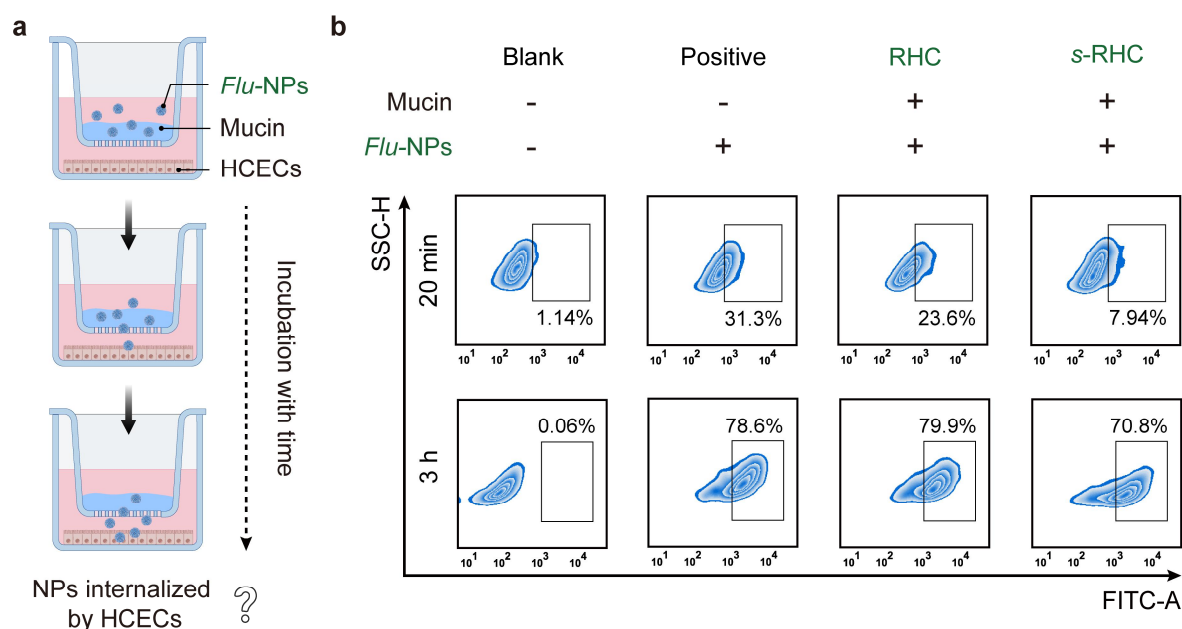 a
Flu-NPs
Mucin
HCECs
Incubation with time
NPs internalized
by HCECs
?
b
Blank Positive RHC s-RHC
Mucin - - + +
Flu-NPs - + + +
SSC-H
20 min
1.14% 31.3% 23.6% 7.94%
10¹ 10² 10³ 10⁴ 10¹ 10² 10³ 10⁴ 10¹ 10² 10³ 10⁴ 10¹ 10² 10³ 10⁴
3 h
0.06% 78.6% 79.9% 70.8%
10¹ 10² 10³ 10⁴ 10¹ 10² 10³ 10⁴ 10¹ 10² 10³ 10⁴ 10¹ 10² 10³ 10⁴
FITC-A